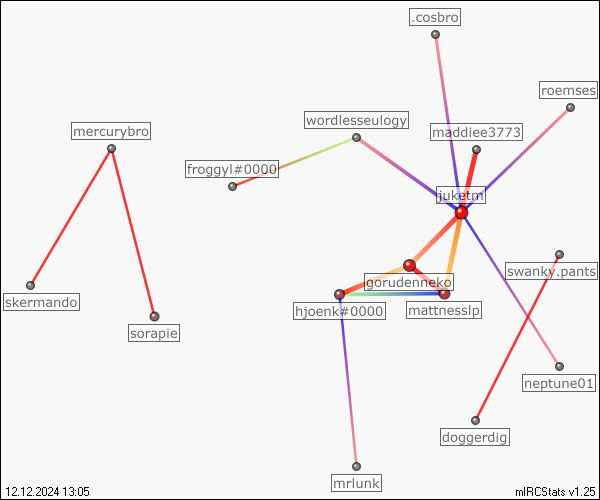 .cosbro
roemses
wordlesseulogy
mercurybro
maddiee3773
froggyl#0000
juketm
swanky.pants
gorudenneko
skermando
hjoenk#0000
mattnesslp
sorapie
neptune01
doggerdig
mrlunk
12.12.2024 13:05
mIRCStats v1.25